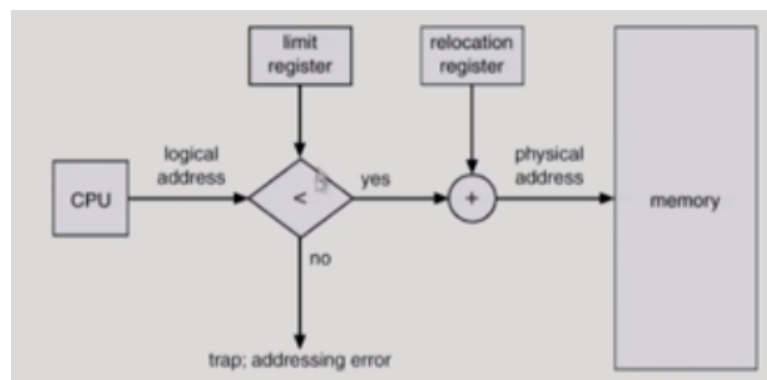 limit
register
relocation
register
logical
address
physical
address
CPU
<
yes
+
memory
no
trap; addressing error